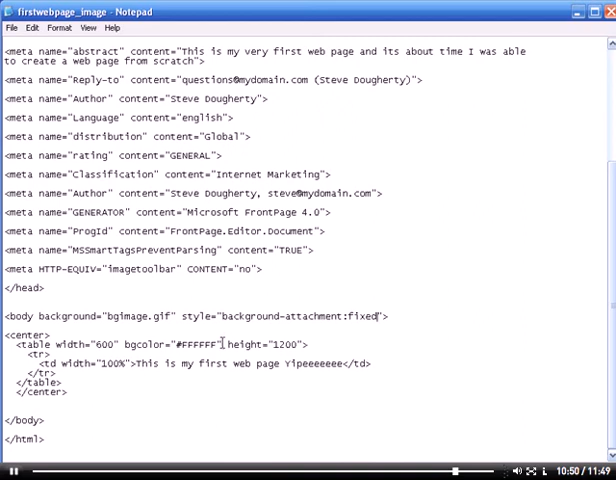 firstwebpage_image - Notepad
File Edit Format View Help
<meta name="abstract" content="This is my very first web page and its about time I was able
to create a web page from scratch">
<meta name="Reply-to" content="questions@mydomain.com (Steve Dougherty)">
<meta name="Author" content="Steve Dougherty">
<meta name="Language" content="english">
<meta name="distribution" content="Global">
<meta name="rating" content="GENERAL">
<meta name="Classification" content="Internet Marketing">
<meta name="Author" content="Steve Dougherty, steve@mydomain.com">
<meta name="GENERATOR" content="Microsoft FrontPage 4.0">
<meta name="ProgId" content="FrontPage.Editor.Document">
<meta name="MSSmartTagsPreventParsing" content="TRUE">
<meta HTTP-EQUIV="imagetoolbar" CONTENT="no">
</head>
<body background="bgimage.gif" style="background-attachment:fixed">
<center>
<table width="600" bgcolor="#FFFFFF" height="1200">
<tr>
<td width="100%">This is my first web page Yipeeeeeee</td>
</tr>
</table>
</center>
</body>
</html>
10:50 / 11:49